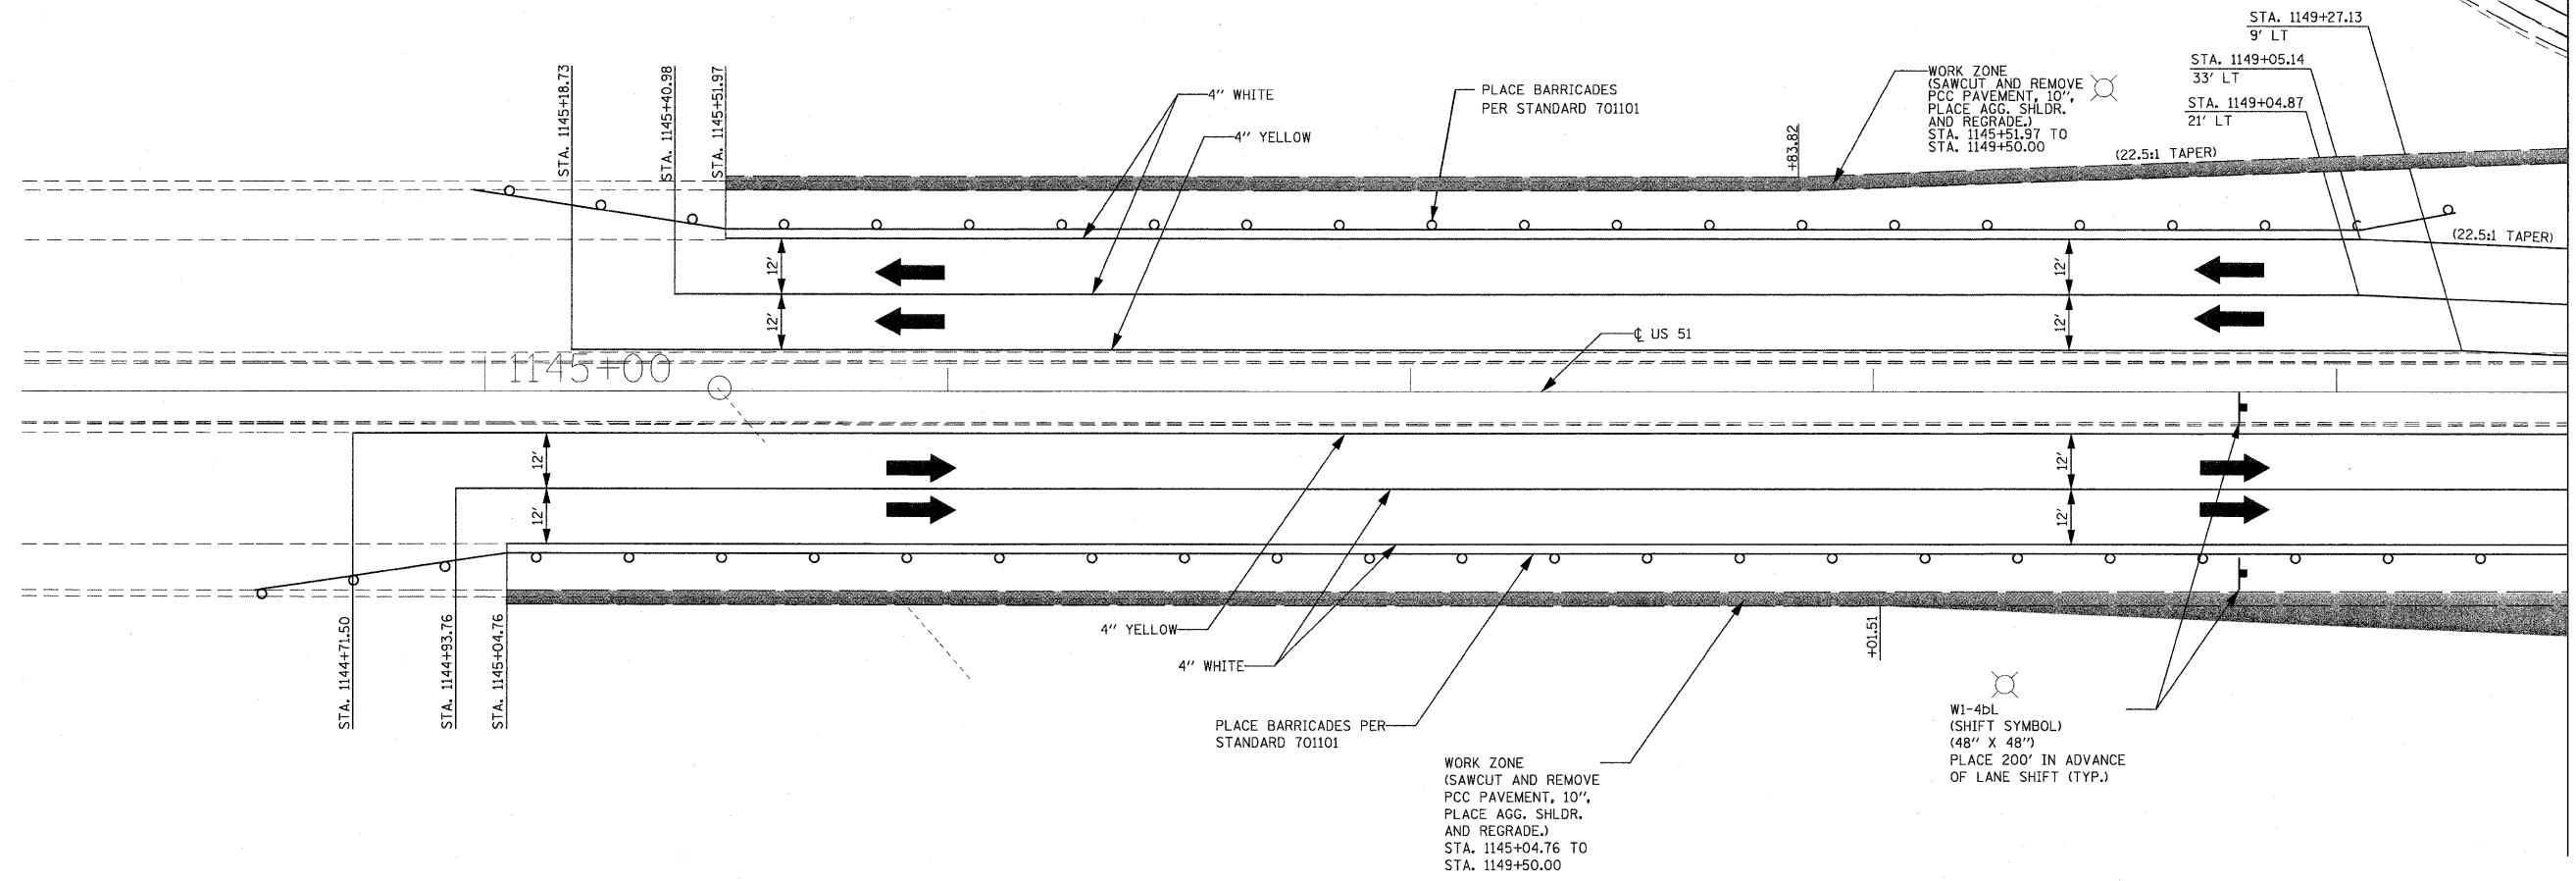 STA. 1149+27.13
9' LT
STA. 1149+05.14
33' LT
STA. 1149+04.87
21' LT
STA. 1145+18.73
STA. 1145+40.98
STA. 1145+51.97
4" WHITE
4" YELLOW
PLACE BARRICADES
PER STANDARD 701101
+83.82
WORK ZONE
(SAWCUT AND REMOVE
PCC PAVEMENT, 10",
PLACE AGG. SHLDR.
AND REGRADE.)
STA. 1145+51.97 TO
STA. 1149+50.00
(22.5:1 TAPER)
(22.5:1 TAPER)
12'
12'
12'
12'
℄ US 51
1145+00
12'
12'
12'
12'
STA. 1144+71.50
STA. 1144+93.76
STA. 1145+04.76
4" YELLOW
4" WHITE
PLACE BARRICADES PER
STANDARD 701101
WORK ZONE
(SAWCUT AND REMOVE
PCC PAVEMENT, 10",
PLACE AGG. SHLDR.
AND REGRADE.)
STA. 1145+04.76 TO
STA. 1149+50.00
+01.51
W1-4bL
(SHIFT SYMBOL)
(48" X 48")
PLACE 200' IN ADVANCE
OF LANE SHIFT (TYP.)